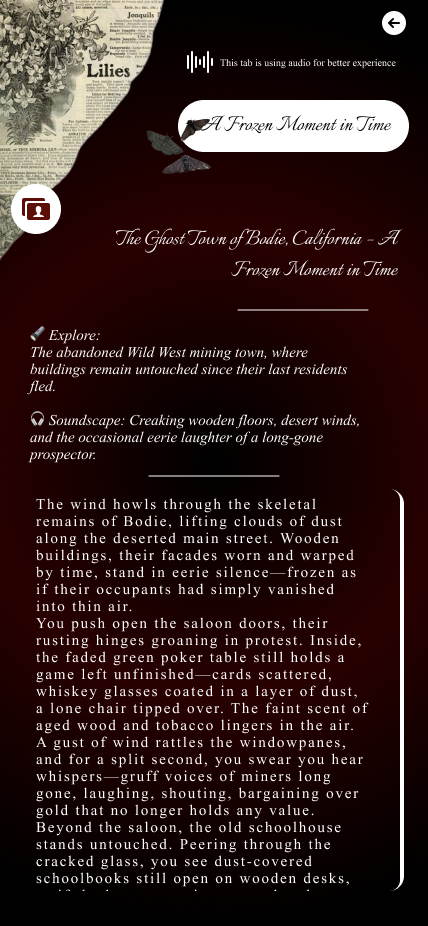 Jonquils
Lilies
This tab is using audio for better experience
A Frozen Moment in Time
The Ghost Town of Bodie, California – A
Frozen Moment in Time
Explore:
The abandoned Wild West mining town, where
buildings remain untouched since their last residents
fled.
Soundscape: Creaking wooden floors, desert winds,
and the occasional eerie laughter of a long-gone
prospector.
The wind howls through the skeletal
remains of Bodie, lifting clouds of dust
along the deserted main street. Wooden
buildings, their facades worn and warped
by time, stand in eerie silence—frozen as
if their occupants had simply vanished
into thin air.
You push open the saloon doors, their
rusting hinges groaning in protest. Inside,
the faded green poker table still holds a
game left unfinished—cards scattered,
whiskey glasses coated in a layer of dust,
a lone chair tipped over. The faint scent of
aged wood and tobacco lingers in the air.
A gust of wind rattles the windowpanes,
and for a split second, you swear you hear
whispers—gruff voices of miners long
gone, laughing, shouting, bargaining over
gold that no longer holds any value.
Beyond the saloon, the old schoolhouse
stands untouched. Peering through the
cracked glass, you see dust-covered
schoolbooks still open on wooden desks,